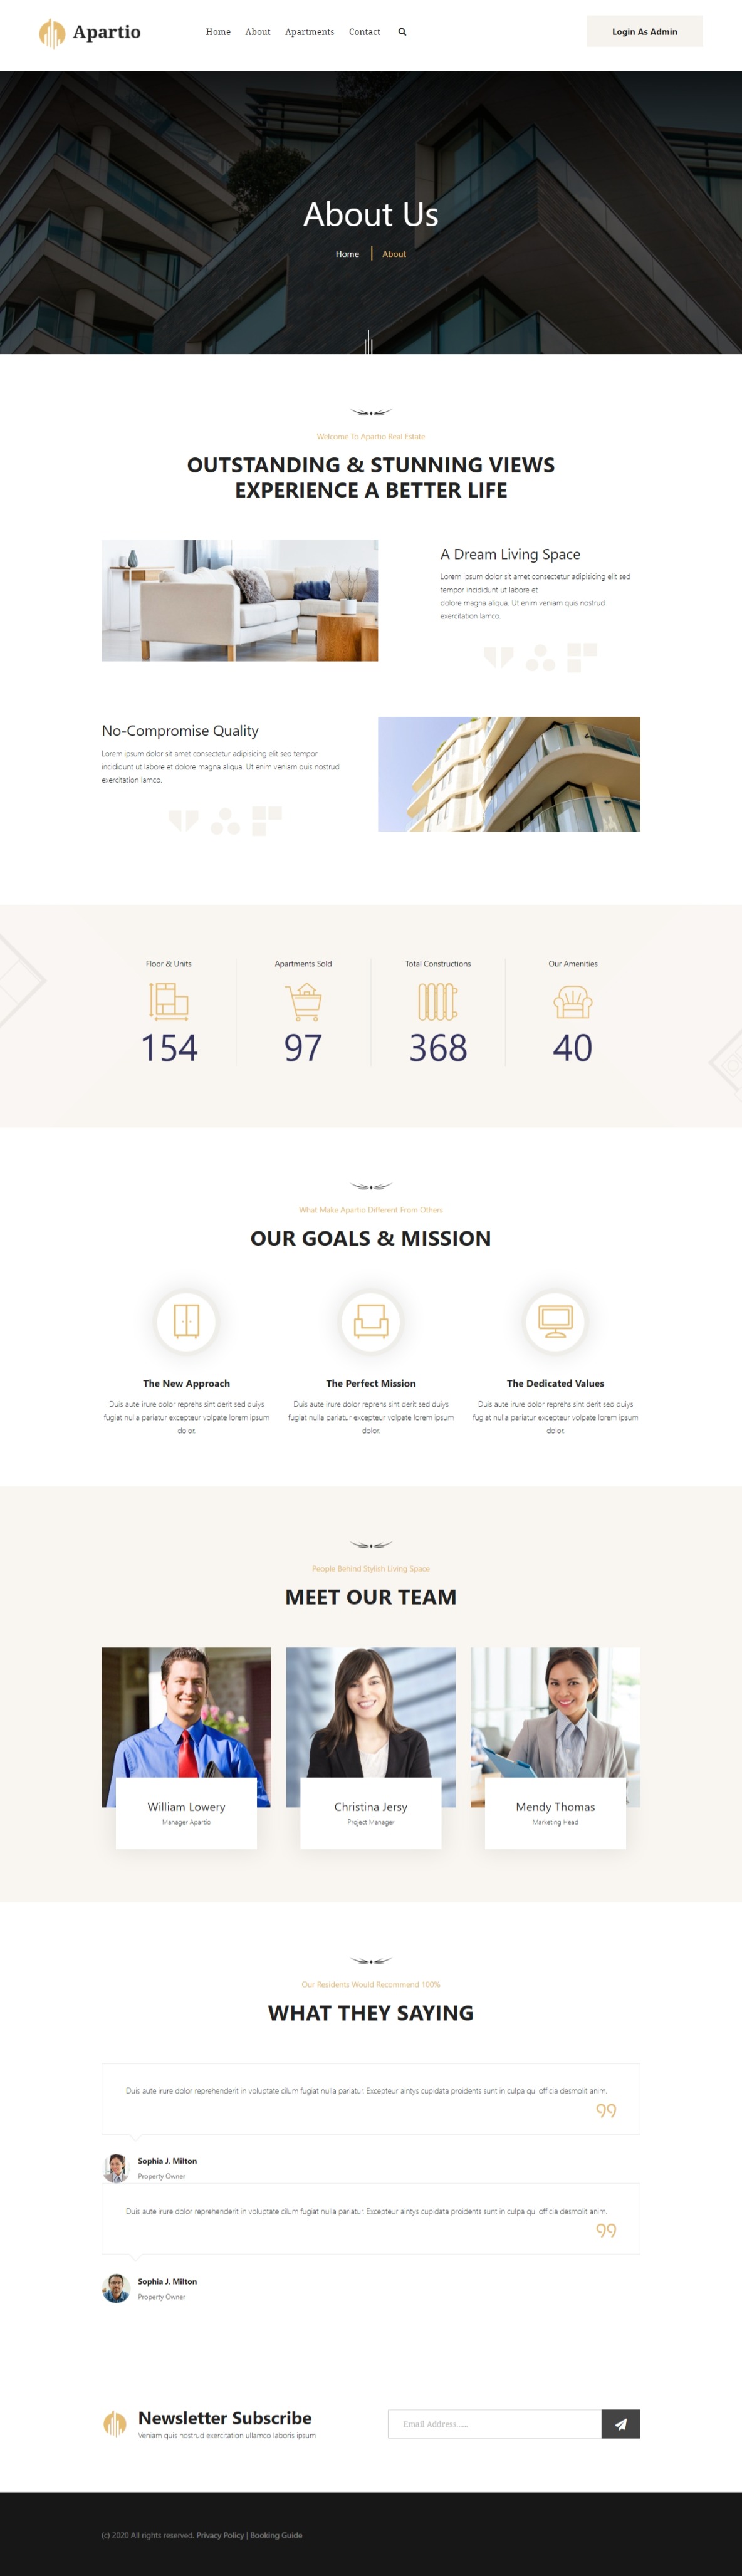 Apartio
Home About Apartments Contact
Login As Admin
About Us
Home About
Welcome To Apartio Real Estate
OUTSTANDING & STUNNING VIEWS
EXPERIENCE A BETTER LIFE
A Dream Living Space
Lorem ipsum dolor sit amet consectetur adipisicing elit sed
tempor incididunt ut labore et
dolore magna aliqua. Ut enim veniam quis nostrud
exercitation lamco.
No-Compromise Quality
Lorem ipsum dolor sit amet consectetur adipisicing elit sed tempor
incididunt ut labore et dolore magna aliqua. Ut enim veniam quis nostrud
exercitation lamco.
Floor & Units
154
Apartments Sold
97
Total Constructions
368
Our Amenities
40
What Make Apartio Different From Others
OUR GOALS & MISSION
The New Approach
Duis aute irure dolor reprehs sint derit sed duiys
fugiat nulla pariatur excepteur volpate lorem ipsum
dolor.
The Perfect Mission
Duis aute irure dolor reprehs sint derit sed duiys
fugiat nulla pariatur excepteur volpate lorem ipsum
dolor.
The Dedicated Values
Duis aute irure dolor reprehs sint derit sed duiys
fugiat nulla pariatur excepteur volpate lorem ipsum
dolor.
People Behind Stylish Living Space
MEET OUR TEAM
William Lowery
Manager Apartio
Christina Jersy
Project Manager
Mendy Thomas
Marketing Head
Our Residents Would Recommend 100%
WHAT THEY SAYING
Duis aute irure dolor reprehenderit in voluptate cilum fugiat nulla pariatur. Excepteur aintys cupidata proidents sunt in culpa qui officia desmolit anim.
Sophia J. Milton
Property Owner
Duis aute irure dolor reprehenderit in voluptate cilum fugiat nulla pariatur. Excepteur aintys cupidata proidents sunt in culpa qui officia desmolit anim.
Sophia J. Milton
Property Owner
Newsletter Subscribe
Veniam quis nostrud exercitation ullamco laboris ipsum
Email Address.....
(c) 2020 All rights reserved. Privacy Policy | Booking Guide